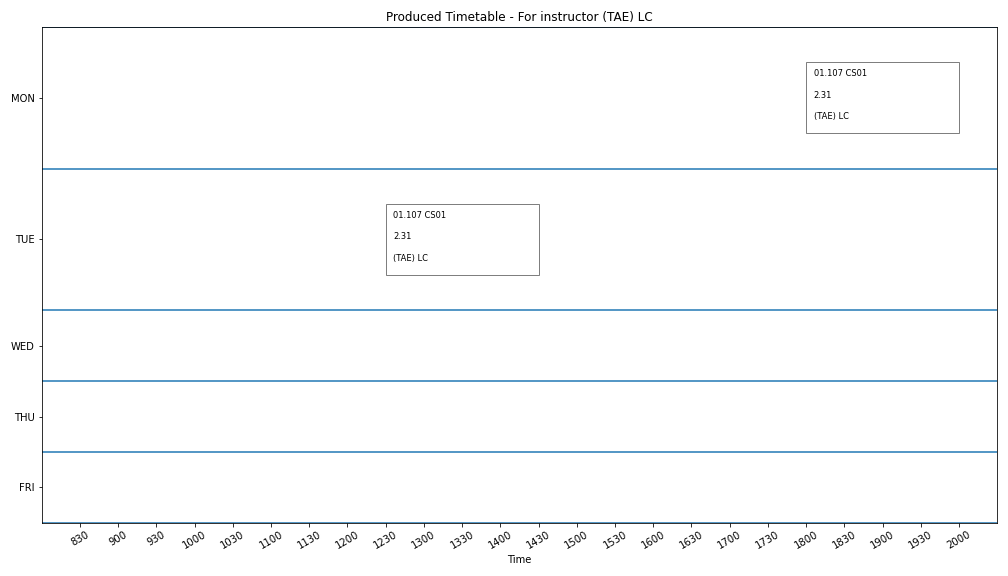 Produced Timetable - For instructor (TAE) LC
MON
01.107 CS01
2.31
(TAE) LC
TUE
01.107 CS01
2.31
(TAE) LC
WED
THU
FRI
830 900 930 1000 1030 1100 1130 1200 1230 1300 1330 1400 1430 1500 1530 1600 1630 1700 1730 1800 1830 1900 1930 2000
Time